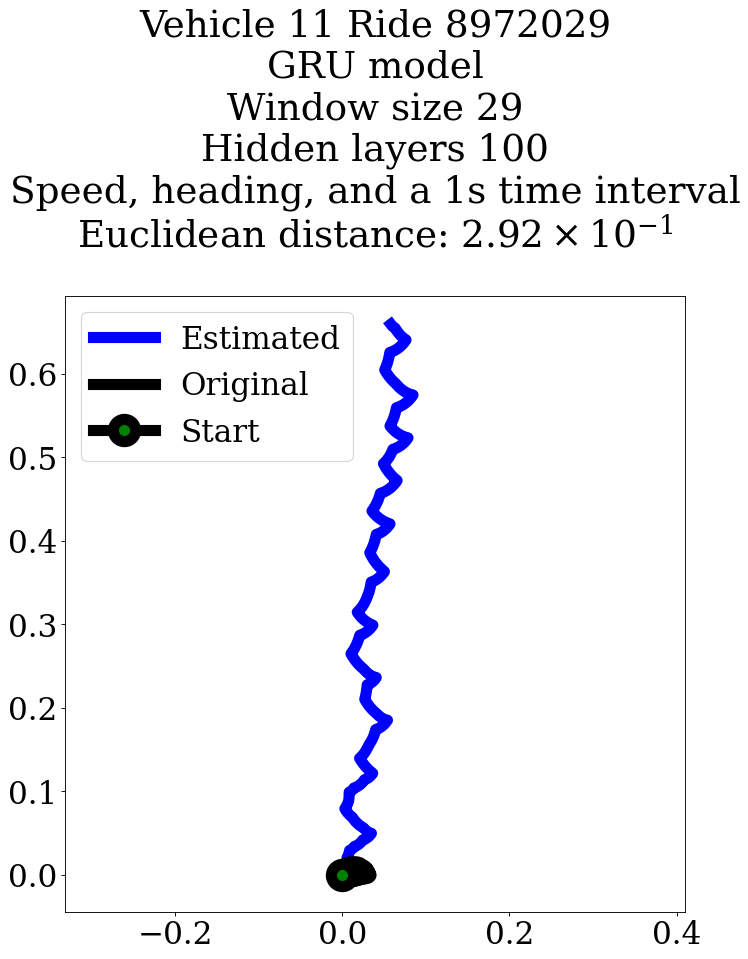 Vehicle 11 Ride 8972029
GRU model
Window size 29
Hidden layers 100
Speed, heading, and a 1s time interval
Euclidean distance: 2.92 × 10⁻¹
Estimated
Original
Start
0.6
0.5
0.4
0.3
0.2
0.1
0.0
−0.2 0.0 0.2 0.4